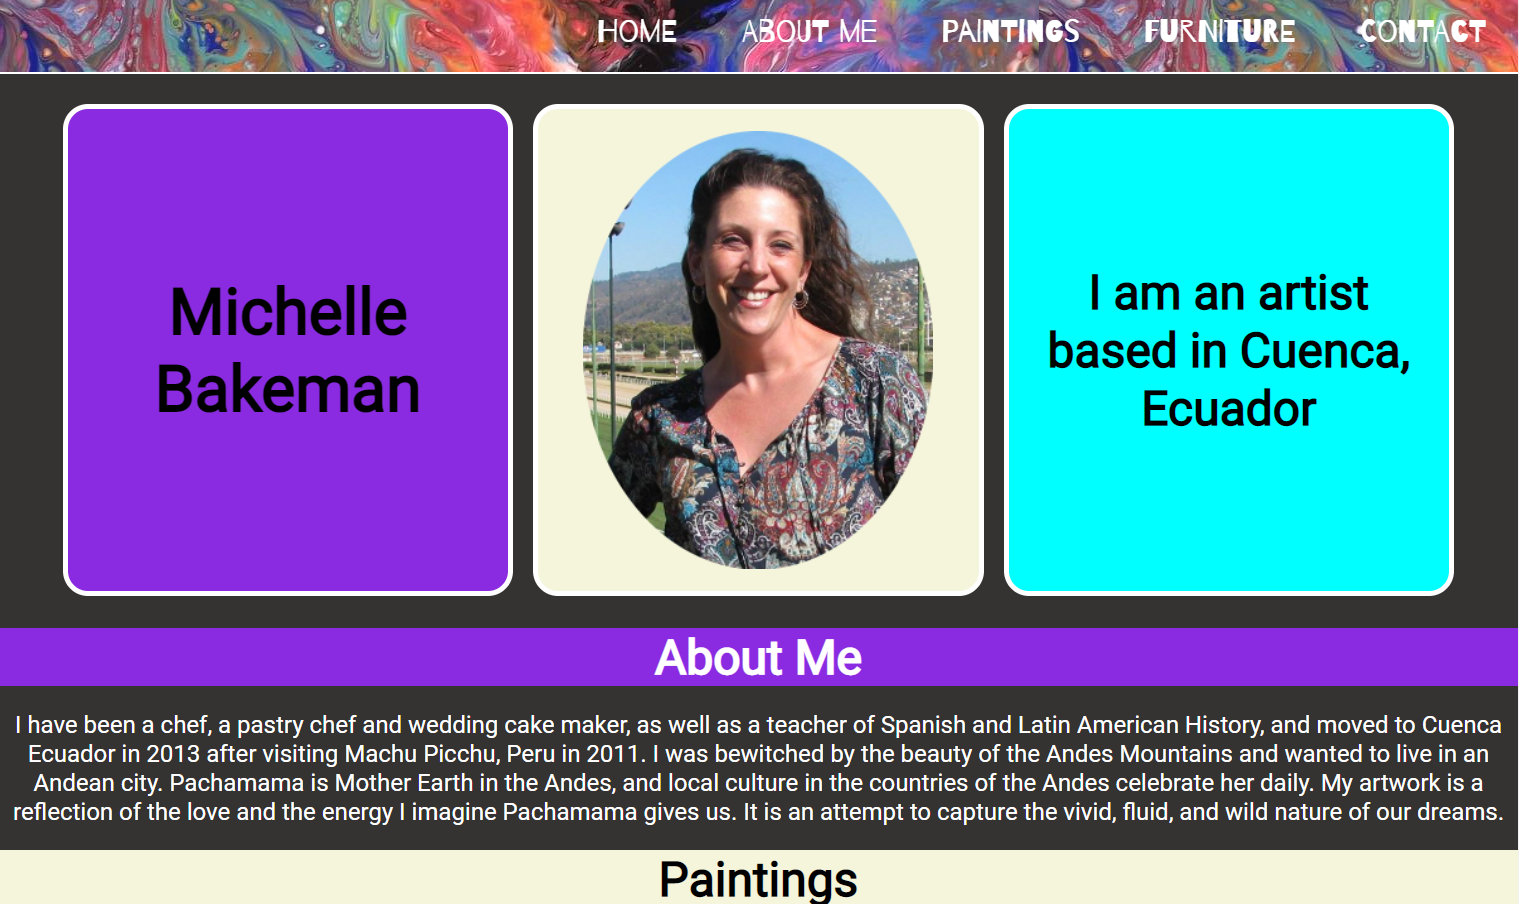 HOME ABOUT ME PAINTINGS FURNITURE CONTACT
Michelle
Bakeman
I am an artist
based in Cuenca,
Ecuador
About Me
I have been a chef, a pastry chef and wedding cake maker, as well as a teacher of Spanish and Latin American History, and moved to Cuenca
Ecuador in 2013 after visiting Machu Picchu, Peru in 2011. I was bewitched by the beauty of the Andes Mountains and wanted to live in an
Andean city. Pachamama is Mother Earth in the Andes, and local culture in the countries of the Andes celebrate her daily. My artwork is a
reflection of the love and the energy I imagine Pachamama gives us. It is an attempt to capture the vivid, fluid, and wild nature of our dreams.
Paintings